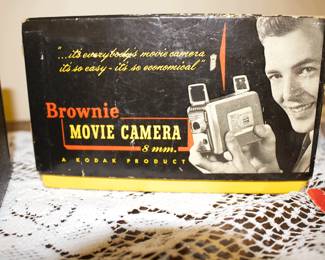 "...it's everybody's movie camera
it's so easy - it's so economical"
Brownie
MOVIE CAMERA
8 mm.
A KODAK PRODUCT